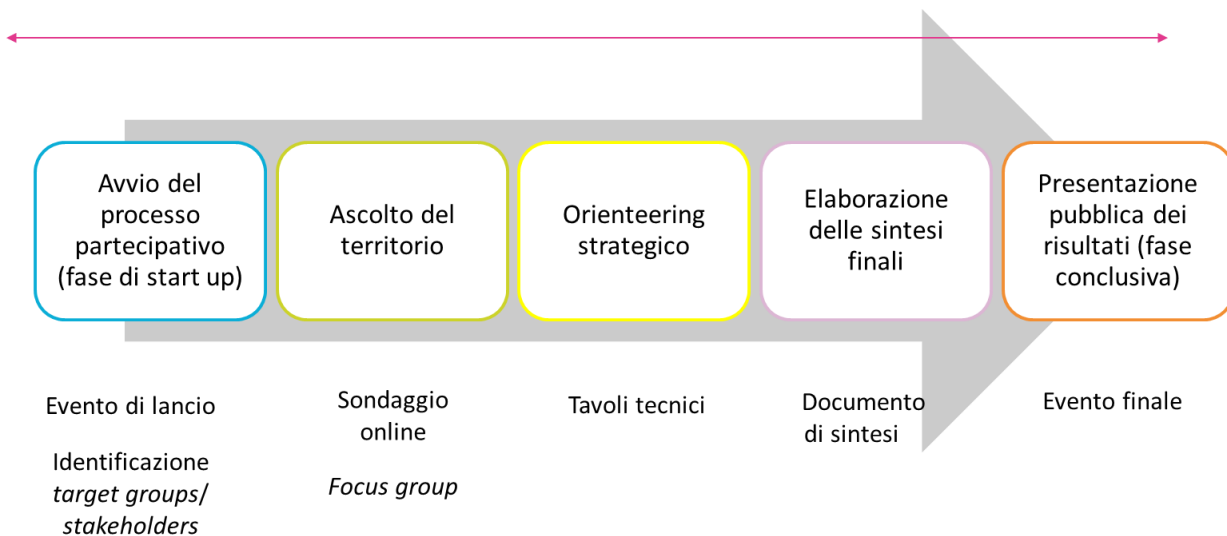 Avvio del
processo
partecipativo
(fase di start up)
Ascolto del
territorio
Orienteering
strategico
Elaborazione
delle sintesi
finali
Presentazione
pubblica dei
risultati (fase
conclusiva)
Evento di lancio
Identificazione
target groups/
stakeholders
Sondaggio
online
Focus group
Tavoli tecnici
Documento
di sintesi
Evento finale